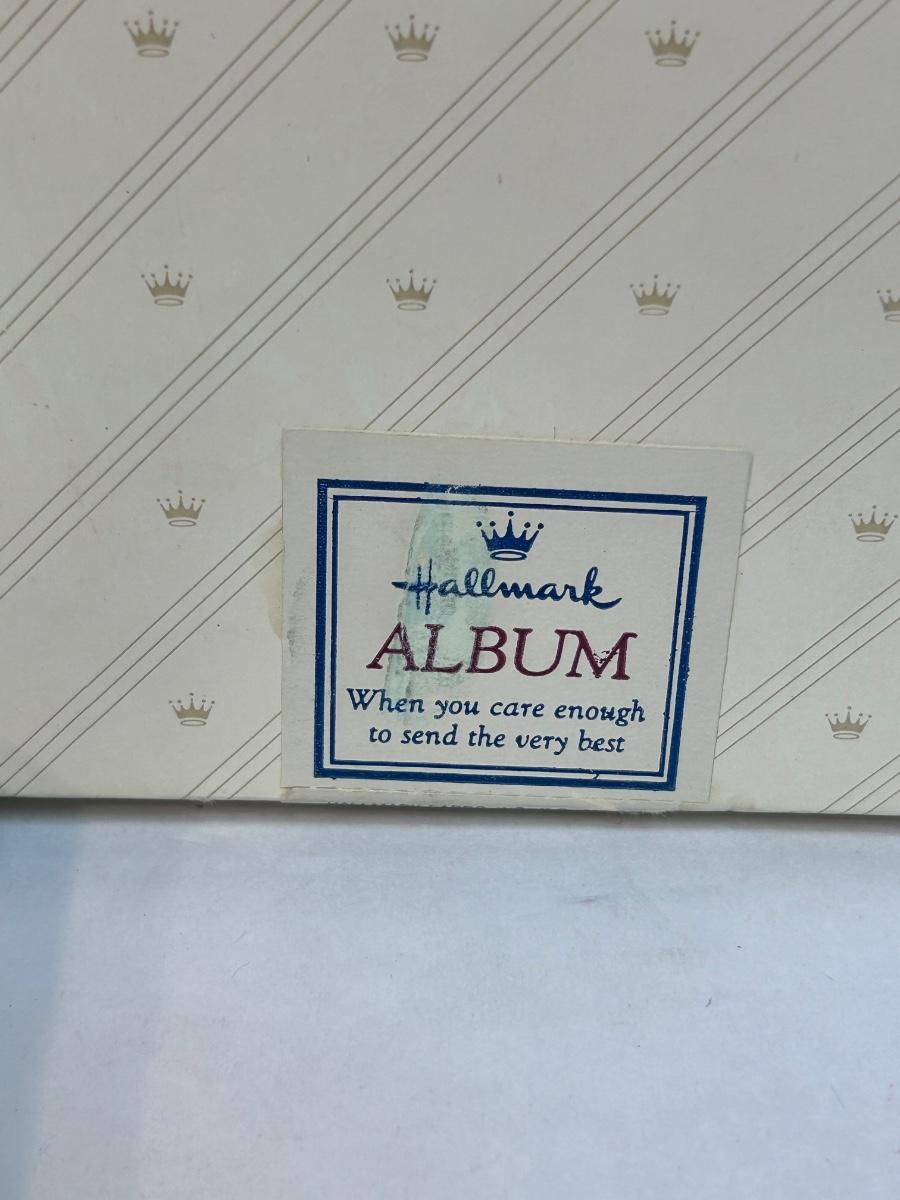 Hallmark
ALBUM
When you care enough
to send the very best